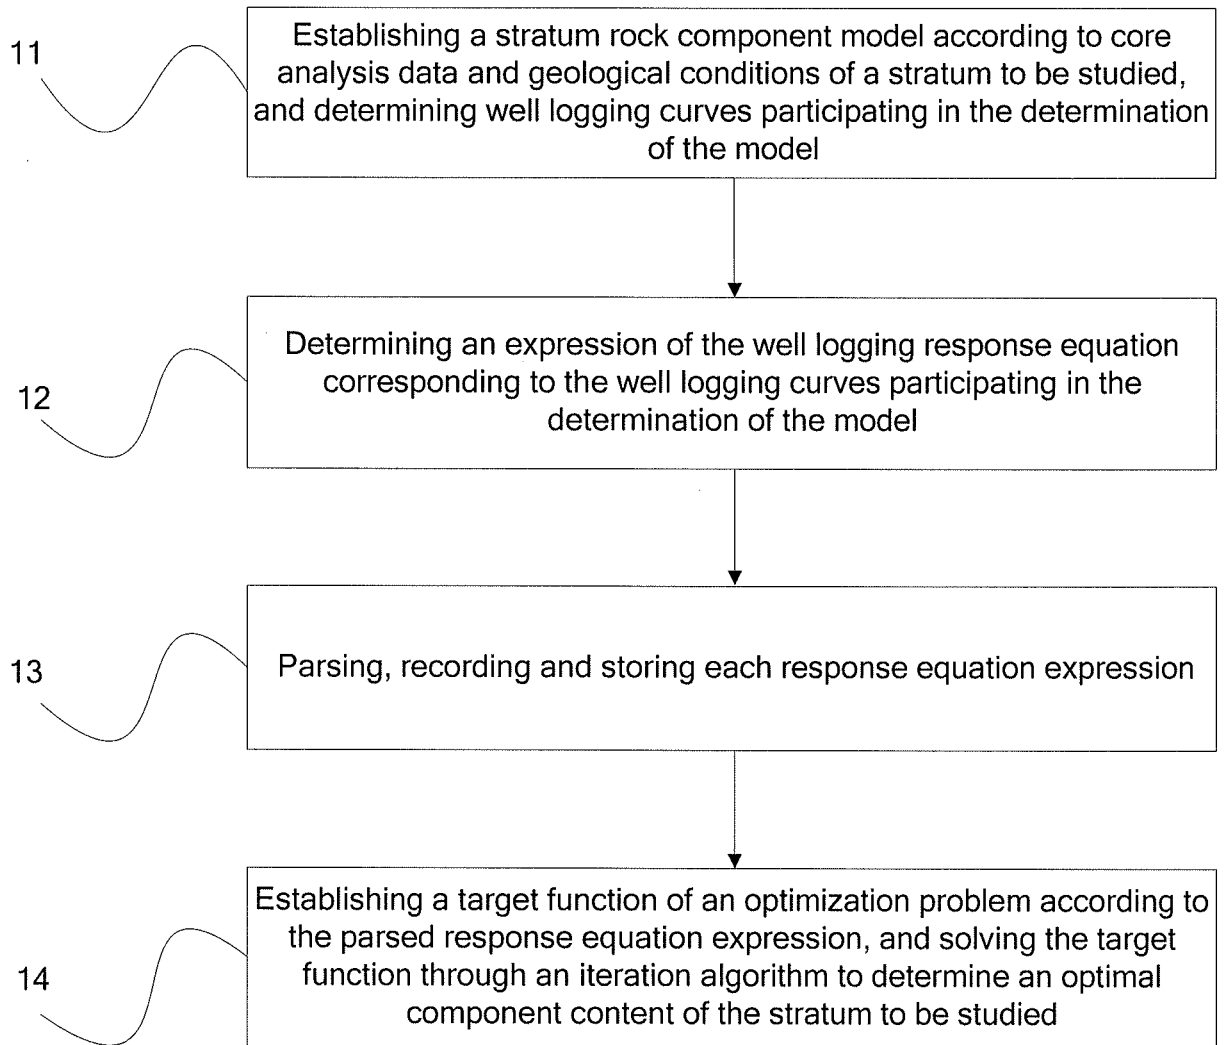 11
Establishing a stratum rock component model according to core
analysis data and geological conditions of a stratum to be studied,
and determining well logging curves participating in the determination
of the model
12
Determining an expression of the well logging response equation
corresponding to the well logging curves participating in the
determination of the model
13
Parsing, recording and storing each response equation expression
14
Establishing a target function of an optimization problem according to
the parsed response equation expression, and solving the target
function through an iteration algorithm to determine an optimal
component content of the stratum to be studied